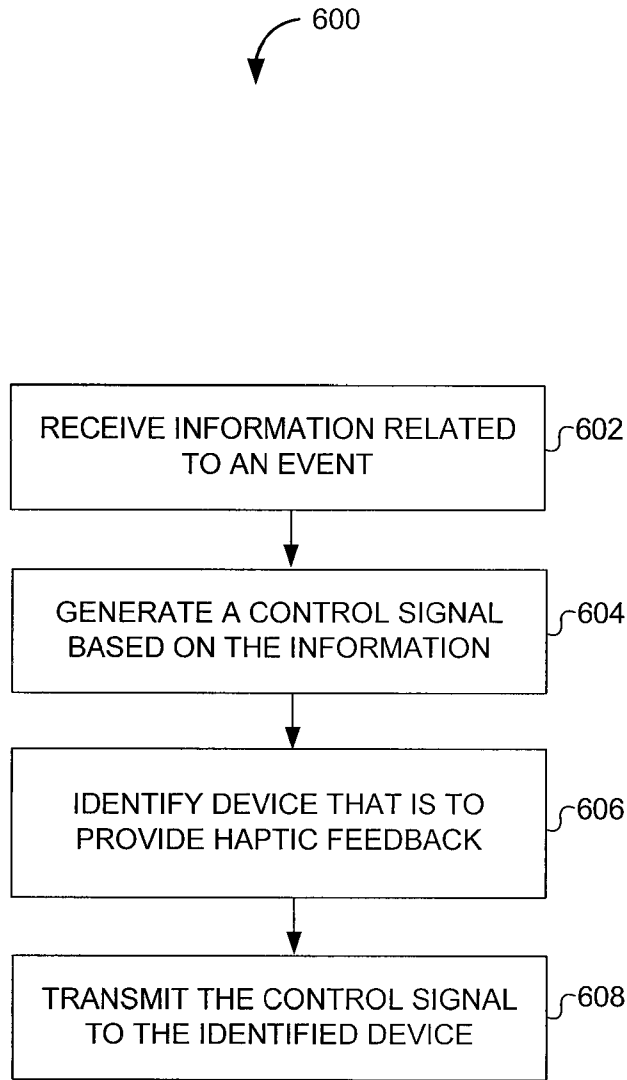 600
RECEIVE INFORMATION RELATED
TO AN EVENT
602
GENERATE A CONTROL SIGNAL
BASED ON THE INFORMATION
604
IDENTIFY DEVICE THAT IS TO
PROVIDE HAPTIC FEEDBACK
606
TRANSMIT THE CONTROL SIGNAL
TO THE IDENTIFIED DEVICE
608